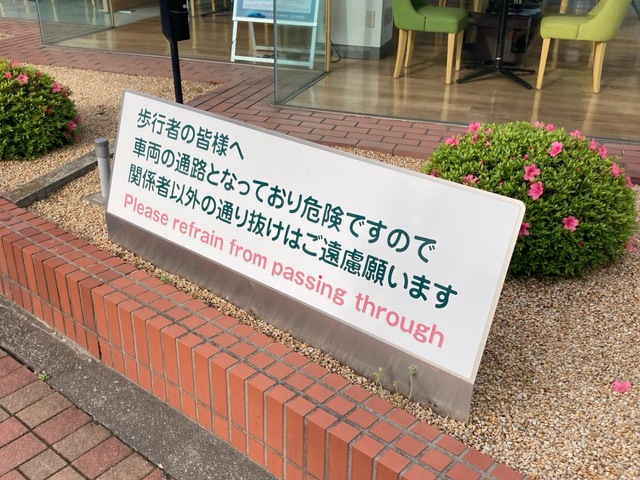 歩行者の皆様へ
車両の通路となっており危険ですので
関係者以外の通り抜けはご遠慮願います
Please refrain from passing through